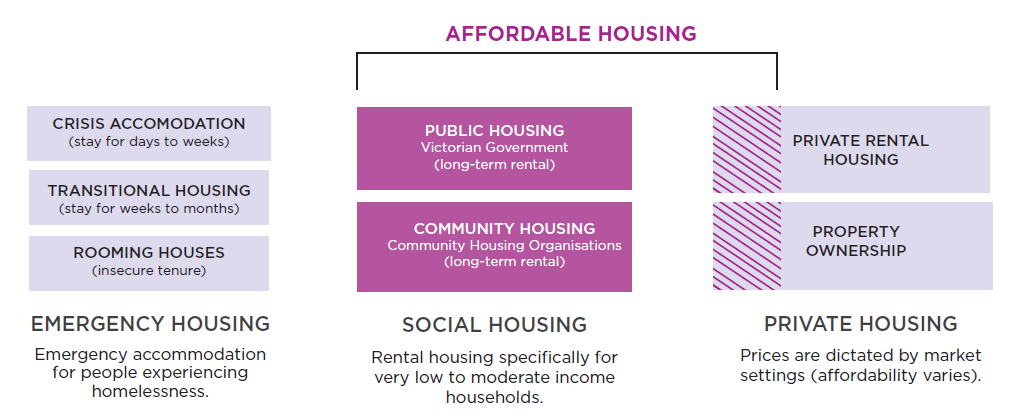 AFFORDABLE HOUSING
CRISIS ACCOMODATION
(stay for days to weeks)
TRANSITIONAL HOUSING
(stay for weeks to months)
ROOMING HOUSES
(insecure tenure)
EMERGENCY HOUSING
Emergency accommodation
for people experiencing
homelessness.
PUBLIC HOUSING
Victorian Government
(long-term rental)
COMMUNITY HOUSING
Community Housing Organisations
(long-term rental)
SOCIAL HOUSING
Rental housing specifically for
very low to moderate income
households.
PRIVATE RENTAL
HOUSING
PROPERTY
OWNERSHIP
PRIVATE HOUSING
Prices are dictated by market
settings (affordability varies).